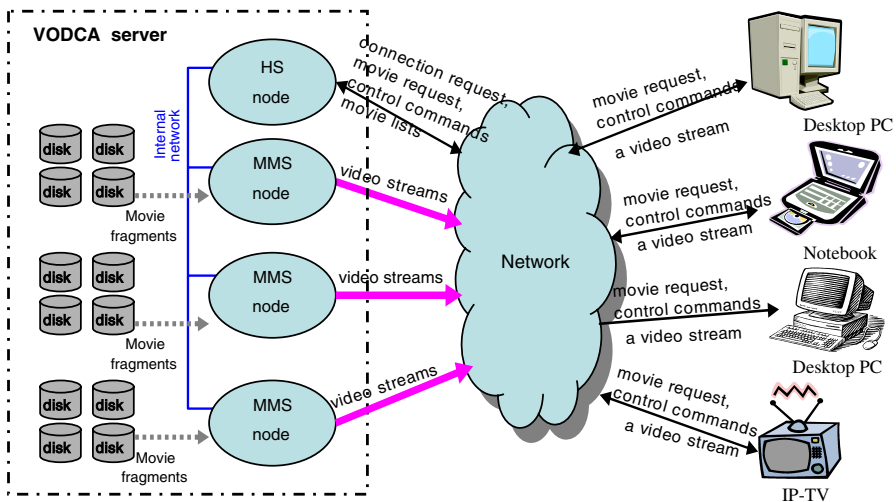 VODCA server
HS
node
Internal
network
connection request,
movie request,
control commands
movie lists
disk disk
disk disk
Movie
fragments
MMS
node
video streams
disk disk
disk disk
Movie
fragments
MMS
node
video streams
disk disk
disk disk
Movie
fragments
MMS
node
video streams
Network
movie request,
control commands
a video stream
Desktop PC
movie request,
control commands
a video stream
Notebook
movie request,
control commands
a video stream
Desktop PC
movie request,
control commands
a video stream
IP-TV